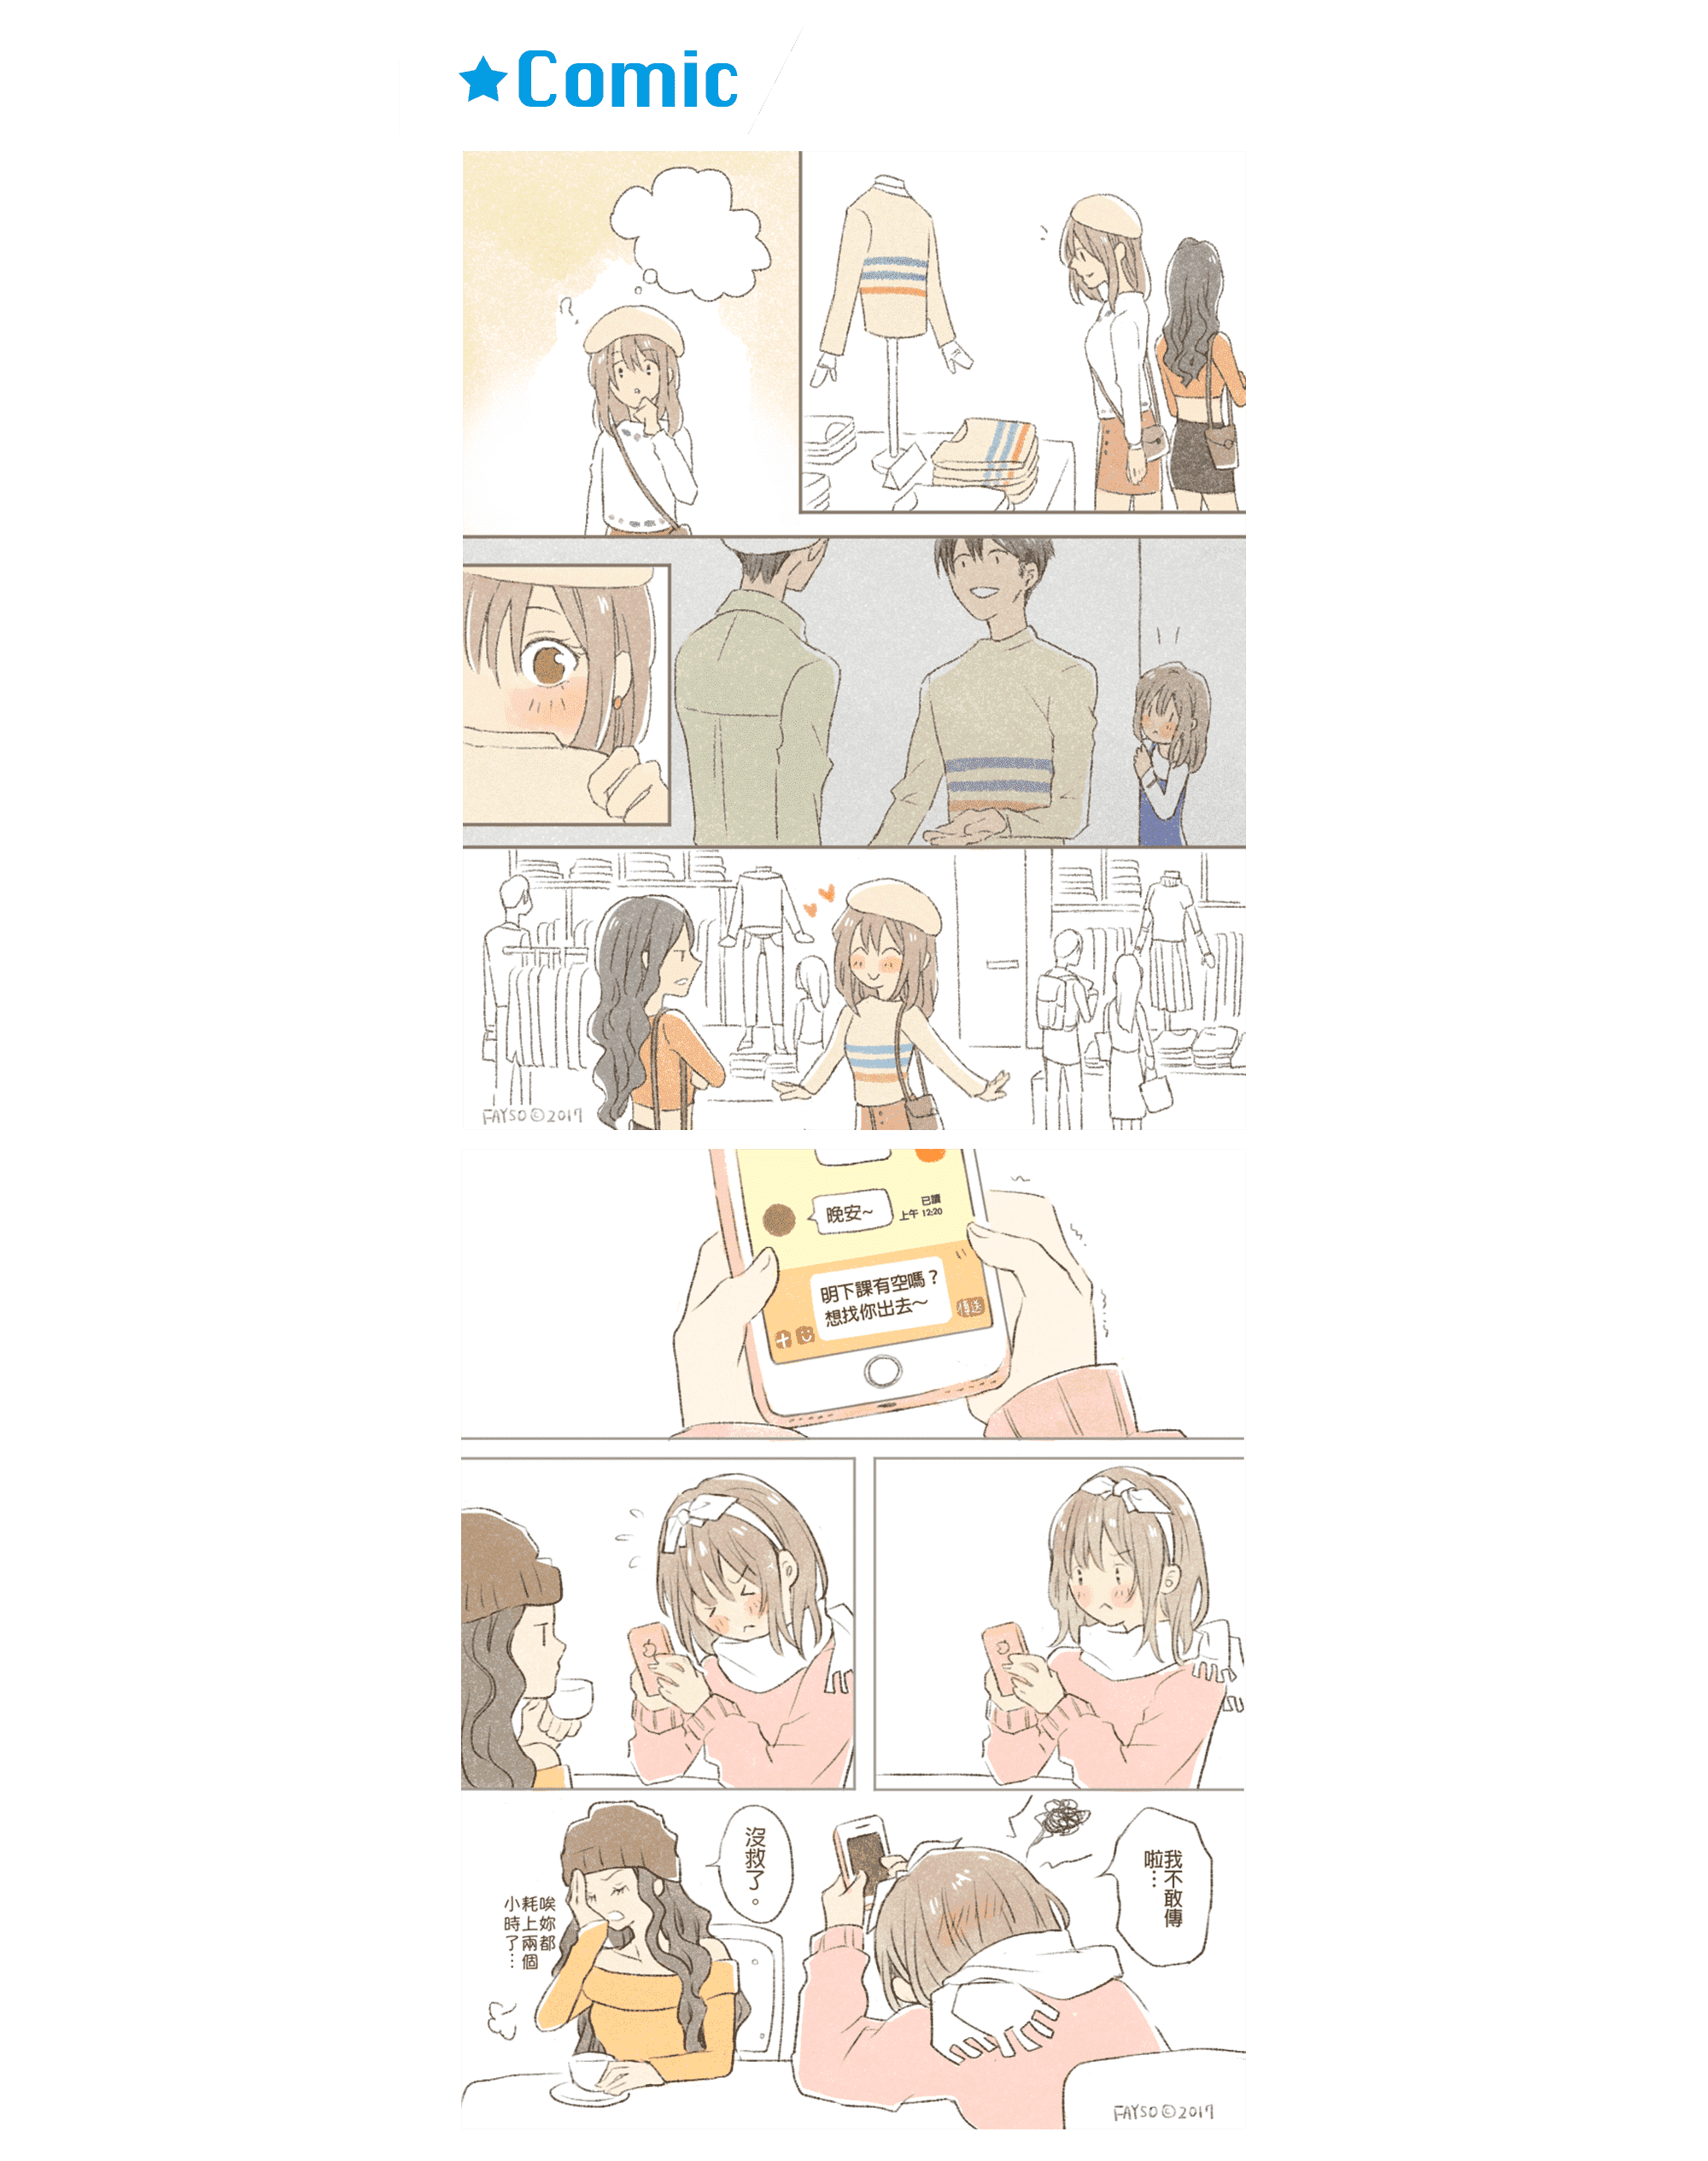 Comic
FAYSO©2017
晚安~
已讀
上午 12:20
明下課有空嗎？
想找你出去~
傳送
我不敢傳
啦…
沒救了。
唉妳都
耗上兩個
小時了…
FAYSO©2017